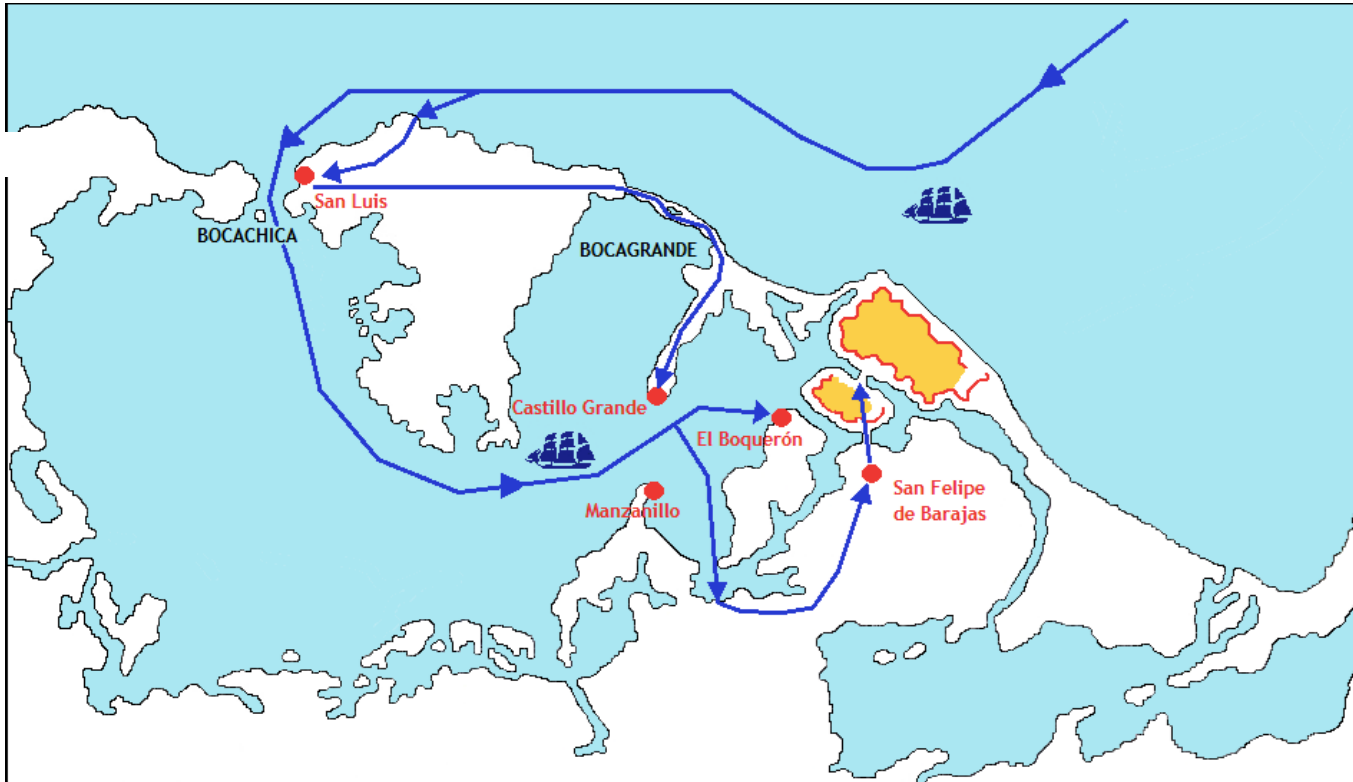 San Luis
BOCACHICA
BOCAGRANDE
Castillo Grande
El Boquerón
San Felipe
de Barajas
Manzanillo